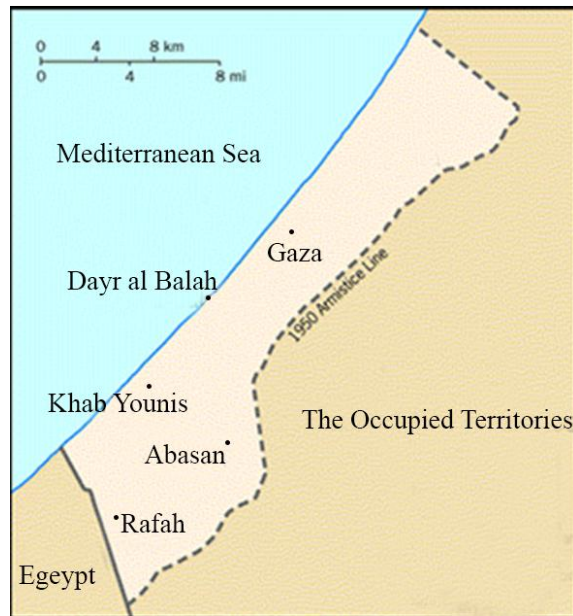 0 4 8 km
0 4 8 mi
Mediterranean Sea
Gaza
Dayr al Balah
1950 Armistice Line
Khab Younis
The Occupied Territories
Abasan
Rafah
Egeypt